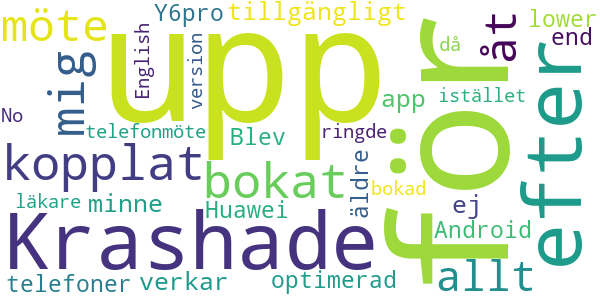 möte
Y6pro
tillgängligt
upp
för
åt
lower
end
mig
English
version
då
efter
app
istället
No
telefonmöte
Blev
ringde
kopplat
bokat
äldre
bokad
läkare
minne
Huawei
ej
Android
Krashade
allt
telefoner
verkar
optimerad